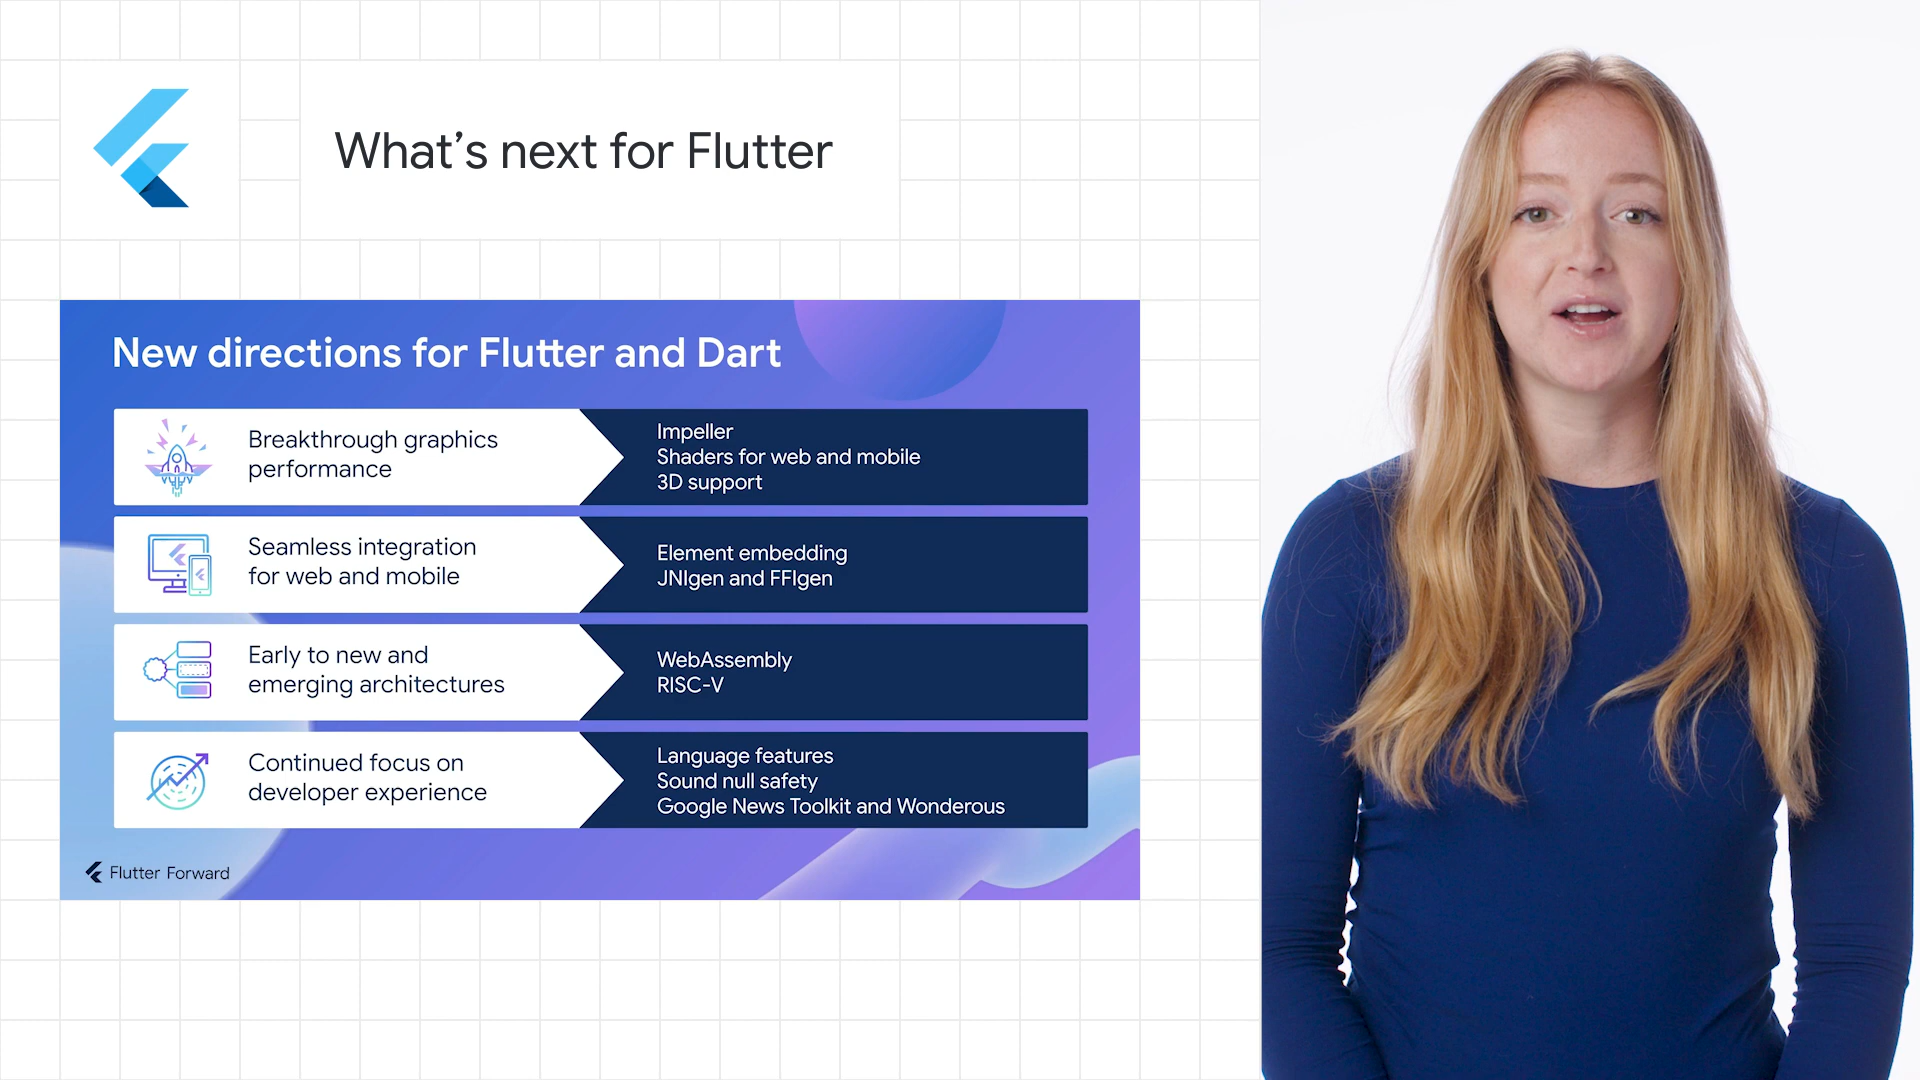 What’s next for Flutter
New directions for Flutter and Dart
Breakthrough graphics
performance
Impeller
Shaders for web and mobile
3D support
Seamless integration
for web and mobile
Element embedding
JNIgen and FFIgen
Early to new and
emerging architectures
WebAssembly
RISC-V
Continued focus on
developer experience
Language features
Sound null safety
Google News Toolkit and Wonderous
Flutter Forward